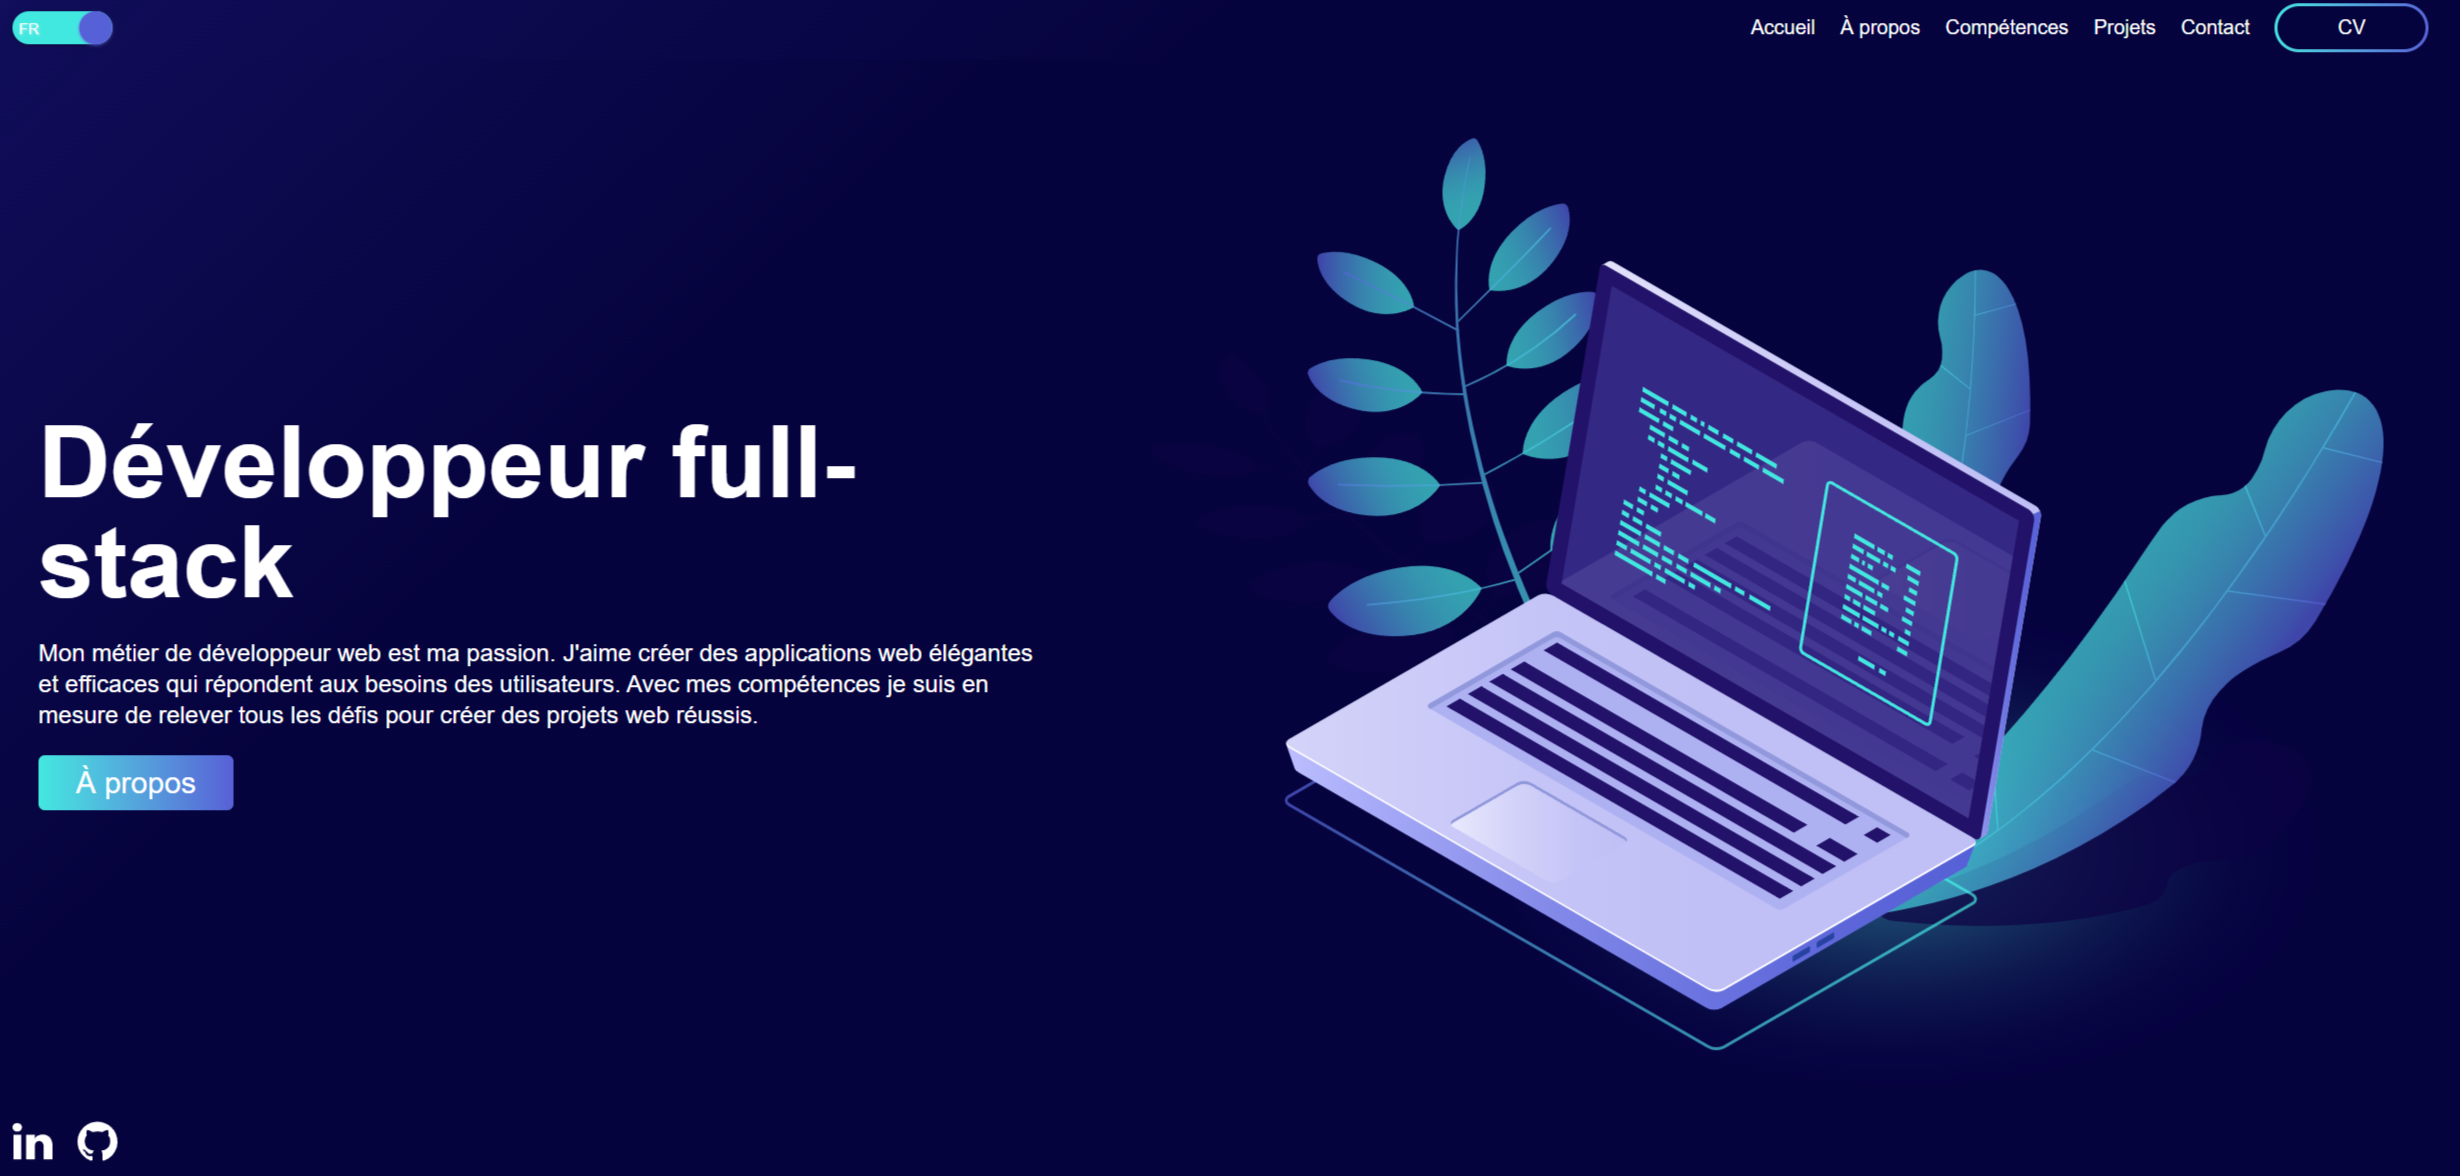 FR
Accueil À propos Compétences Projets Contact CV
Développeur full-
stack
Mon métier de développeur web est ma passion. J'aime créer des applications web élégantes
et efficaces qui répondent aux besoins des utilisateurs. Avec mes compétences je suis en
mesure de relever tous les défis pour créer des projets web réussis.
À propos
in